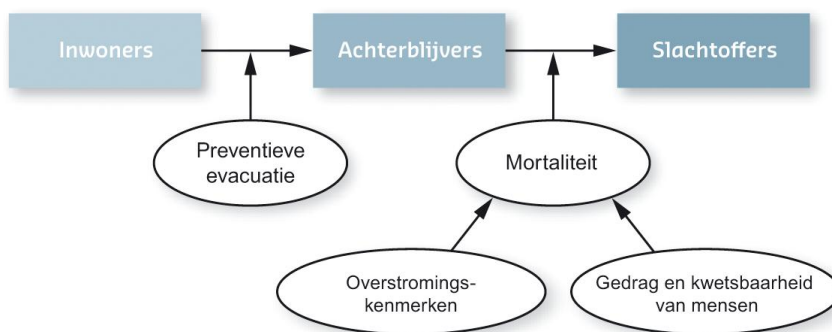 Inwoners
Achterblijvers
Slachtoffers
Preventieve
evacuatie
Mortaliteit
Overstromings-
kenmerken
Gedrag en kwetsbaarheid
van mensen